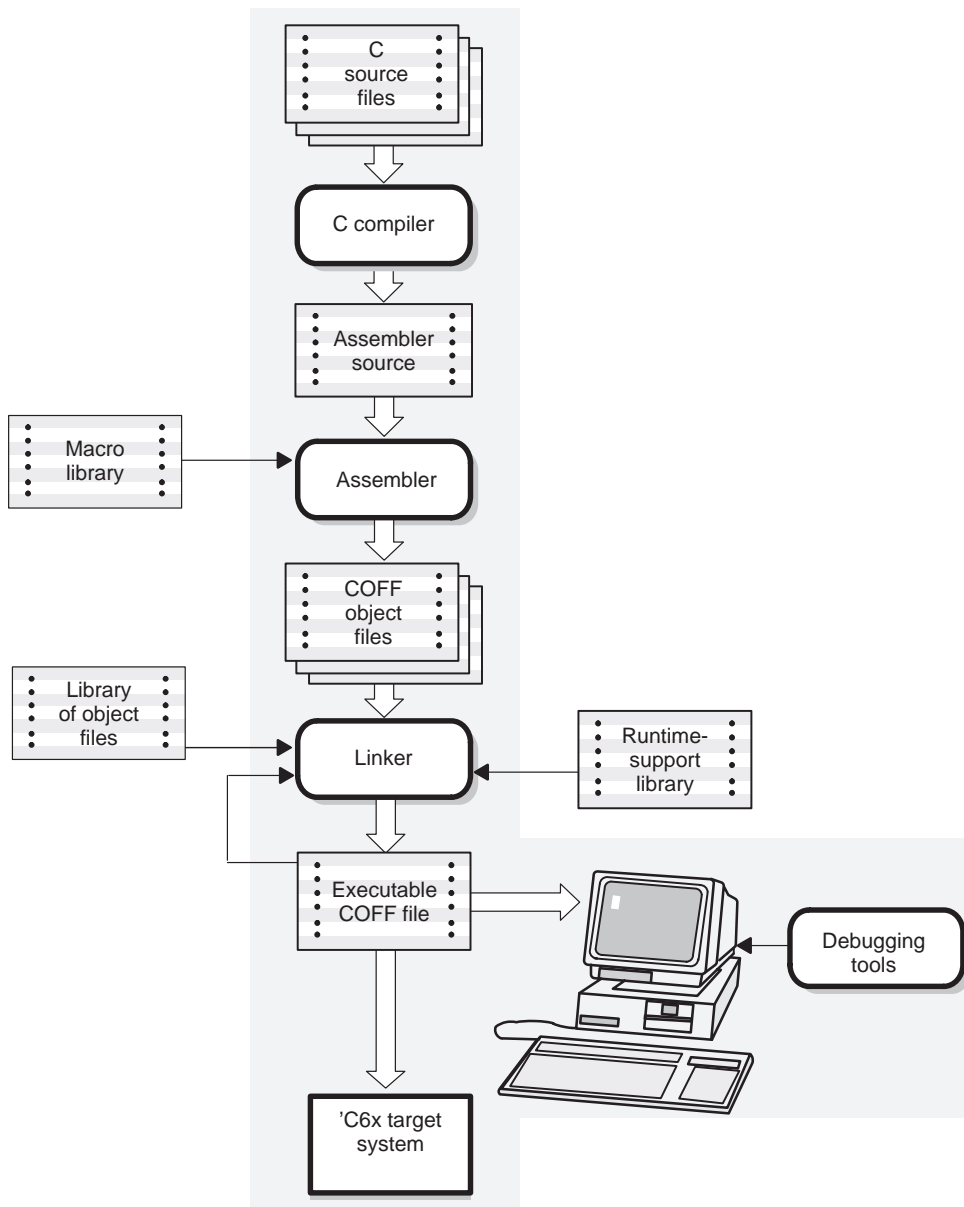 C
source
files
C compiler
Assembler
source
Macro
library
Assembler
COFF
object
files
Library
of object
files
Linker
Runtime-
support
library
Executable
COFF file
Debugging
tools
’C6x target
system